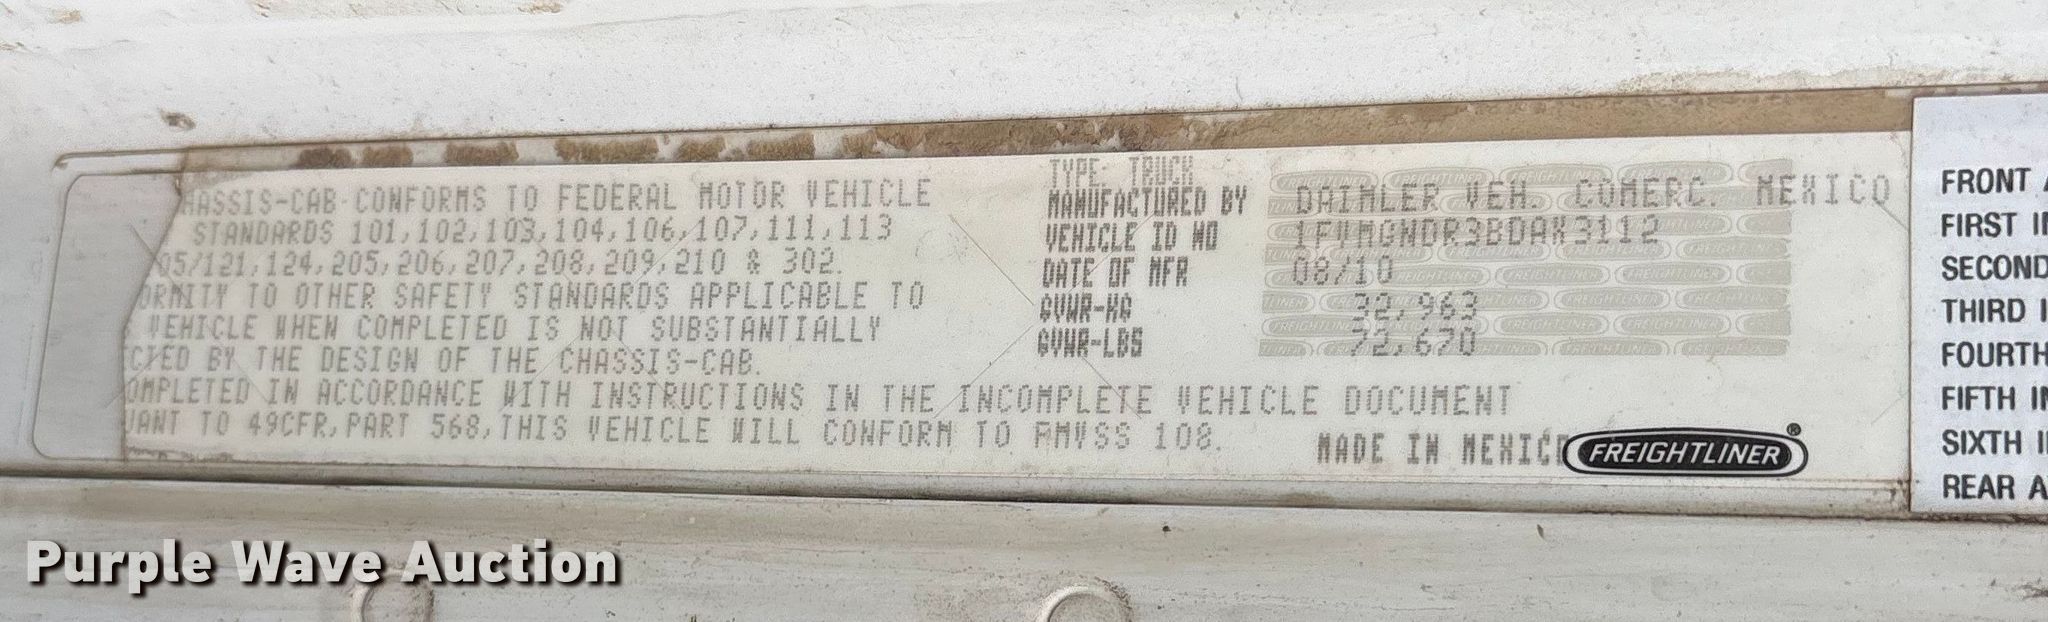 HASSIS-CAB CONFORMS TO FEDERAL MOTOR VEHICLE
STANDARDS 101,102,103,104,106,107,111,113
05/121,124,205,206,207,208,209,210 & 302.
ORMITY TO OTHER SAFETY STANDARDS APPLICABLE TO
VEHICLE WHEN COMPLETED IS NOT SUBSTANTIALLY
CTED BY THE DESIGN OF THE CHASSIS-CAB.
OMPLETED IN ACCORDANCE WITH INSTRUCTIONS IN THE INCOMPLETE VEHICLE DOCUMENT
UANT TO 49CFR,PART 568,THIS VEHICLE WILL CONFORM TO FMVSS 108.
TYPE: TRUCK
MANUFACTURED BY DAIMLER VEH. COMERC. MEXICO
VEHICLE ID NO 1FVMGNDR3BDAK3112
DATE OF MFR 08/10
GVWR-KG 32,963
GVWR-LBS 72,670
MADE IN MEXICO
FREIGHTLINER®
FRONT A
FIRST IN
SECOND
THIRD I
FOURTH
FIFTH IN
SIXTH IN
REAR A
Purple Wave Auction